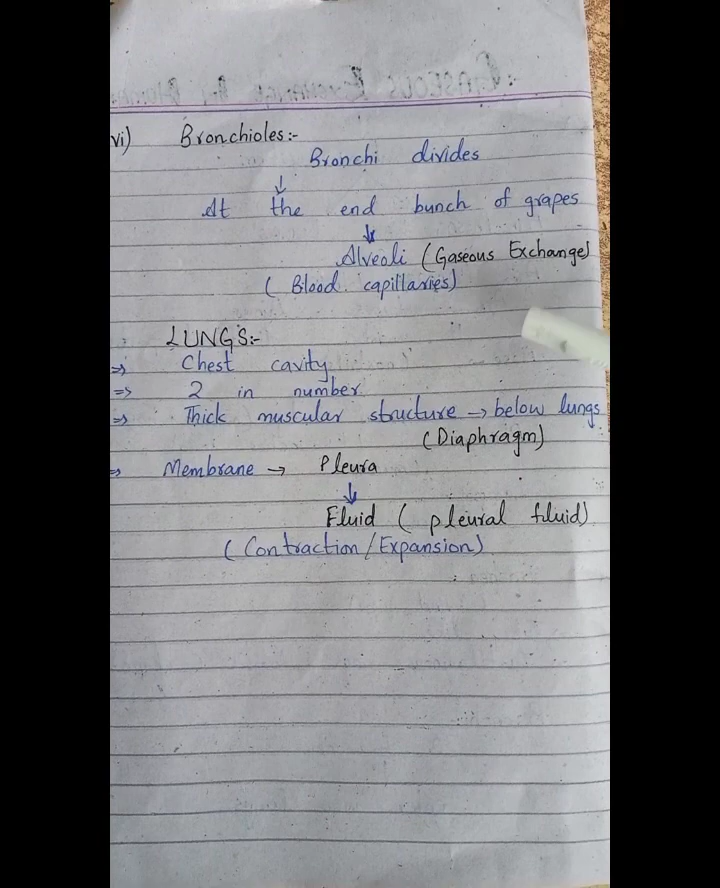 vi) Bronchioles:-
Bronchi divides
↓
At the end bunch of grapes
↓
Alveoli (Gaseous Exchange)
( Blood capillaries)
LUNGS:-
⇒ Chest cavity
⇒ 2 in number
⇒ Thick muscular structure → below lungs
(Diaphragm)
⇒ Membrane → Pleura
↓
Fluid ( pleural fluid)
( Contraction/Expansion)